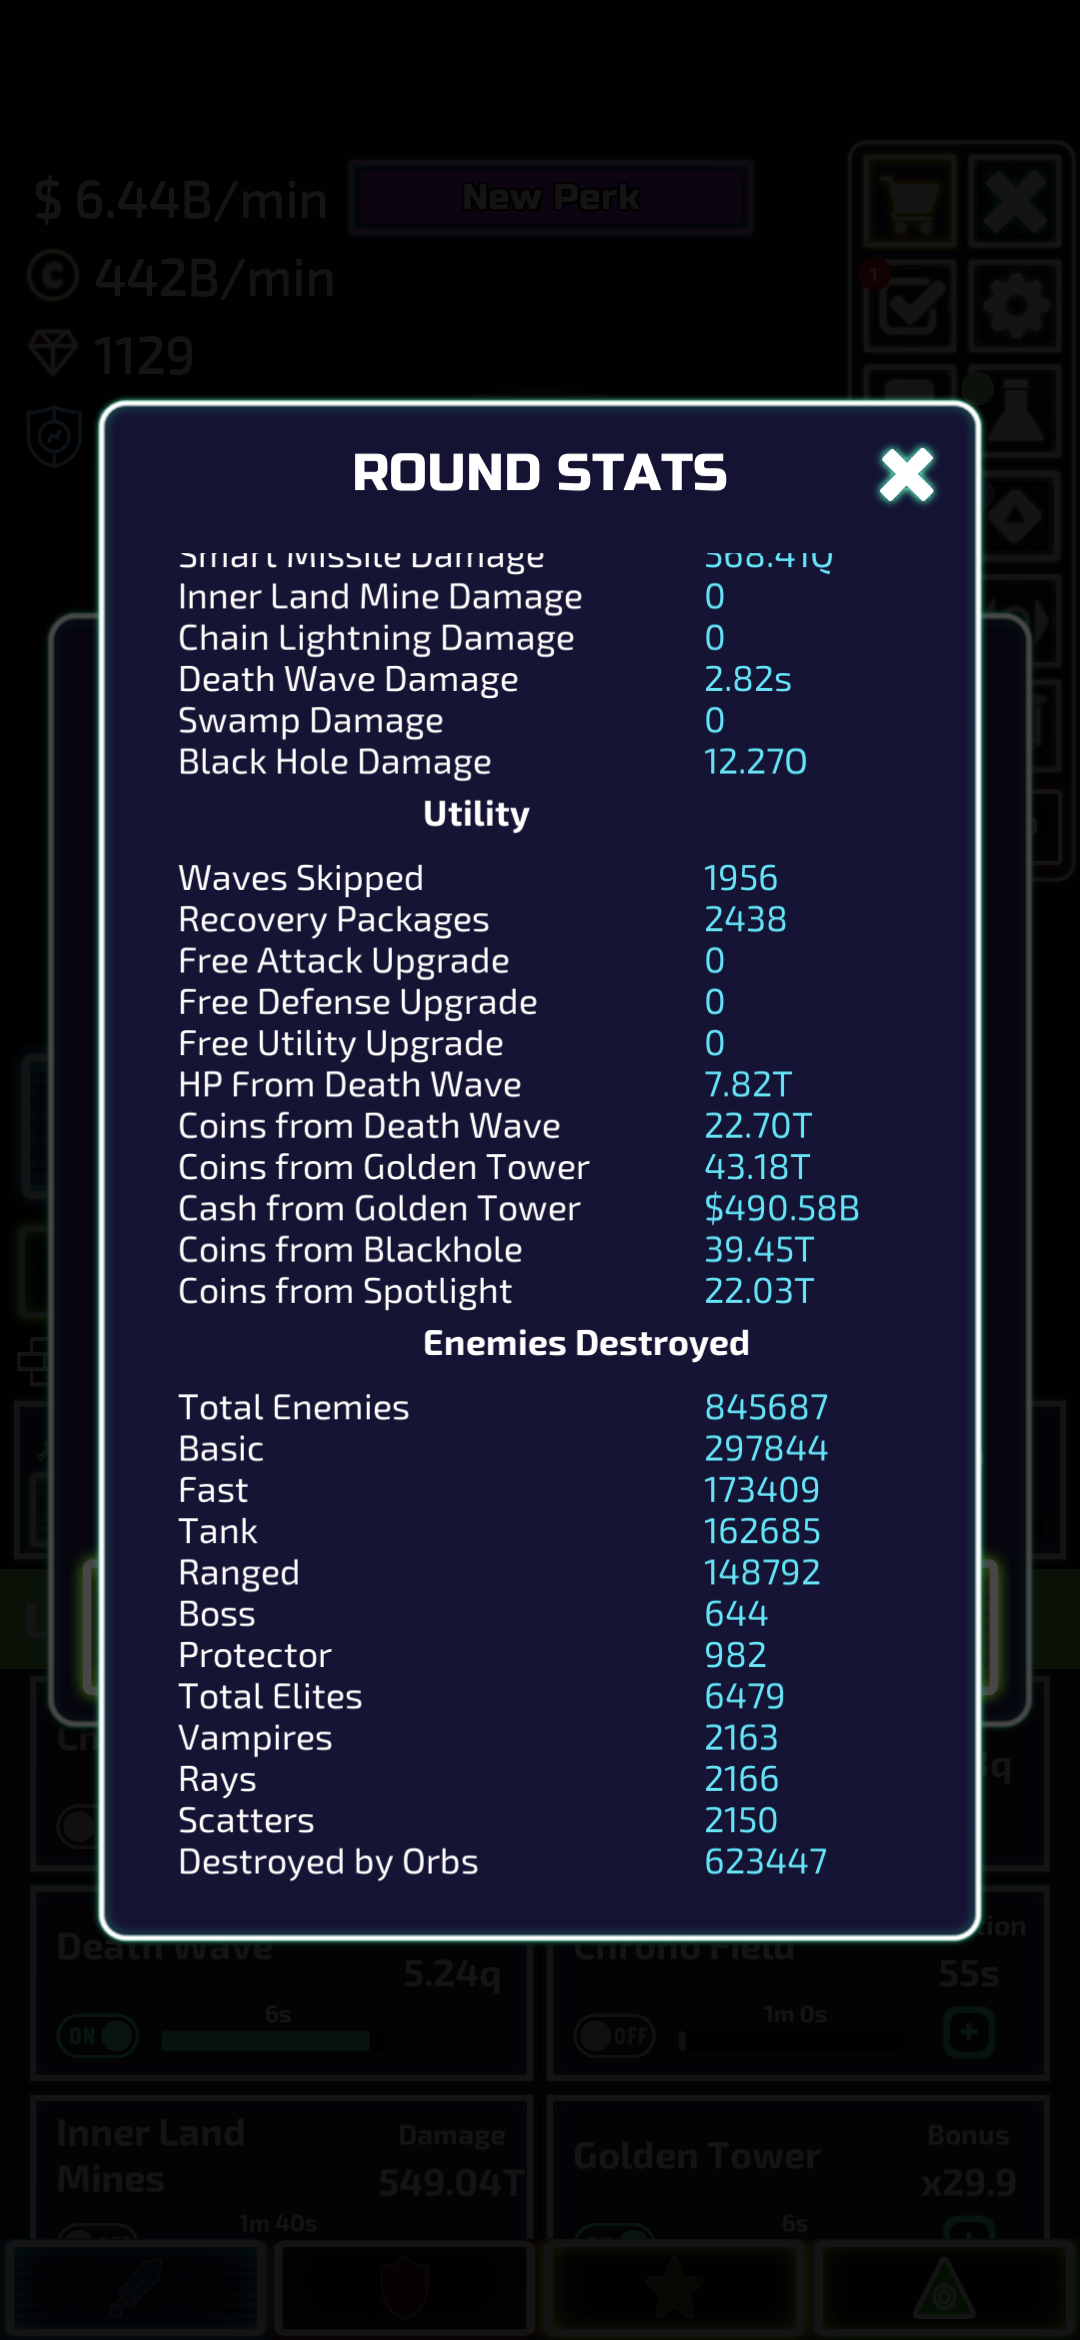 $ 6.44B/min
New Perk
C 442B/min
1
1129
ROUND STATS
Smart Missile Damage 568.41Q
Inner Land Mine Damage 0
Chain Lightning Damage 0
Death Wave Damage 2.82s
Swamp Damage 0
Black Hole Damage 12.27O
Utility
Waves Skipped 1956
Recovery Packages 2438
Free Attack Upgrade 0
Free Defense Upgrade 0
Free Utility Upgrade 0
HP From Death Wave 7.82T
Coins from Death Wave 22.70T
Coins from Golden Tower 43.18T
Cash from Golden Tower $490.58B
Coins from Blackhole 39.45T
Coins from Spotlight 22.03T
Enemies Destroyed
Total Enemies 845687
Basic 297844
Fast 173409
Tank 162685
Ranged 148792
Boss 644
Protector 982
Total Elites 6479
Vampires 2163
Rays 2166
Scatters 2150
Destroyed by Orbs 623447
Death Wave 5.24q
6s
ON
Chrono Field 55s
1m 0s
OFF
Inner Land Mines
Damage
549.04T
1m 40s
Golden Tower
Bonus
x29.9
6s